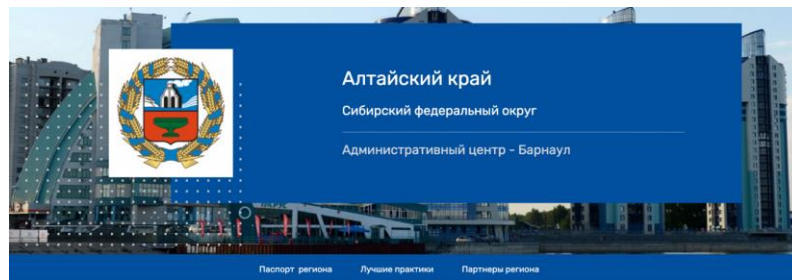 Алтайский край
Сибирский федеральный округ
Административный центр - Барнаул
Паспорт региона Лучшие практики Партнеры региона